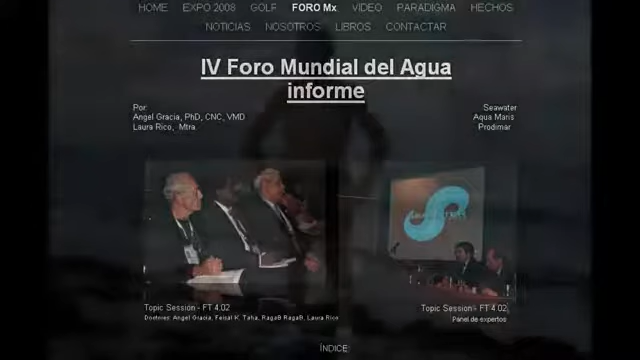 HOME EXPO 2008 GOLF FORO Mx VIDEO PARADIGMA HECHOS
NOTICIAS NOSOTROS LIBROS CONTACTAR
IV Foro Mundial del Agua
informe
Por:
Angel Gracia, PhD, CNC, VMD
Laura Rico, Mtra.
Seawater
Aqua Maris
Prodimar
Topic Session - FT 4.02
Doctores: Angel Gracia, Feisal K. Taha, RagaB RagaB, Laura Rico
Topic Session - FT 4.02
Panel de expertos
ÍNDICE: